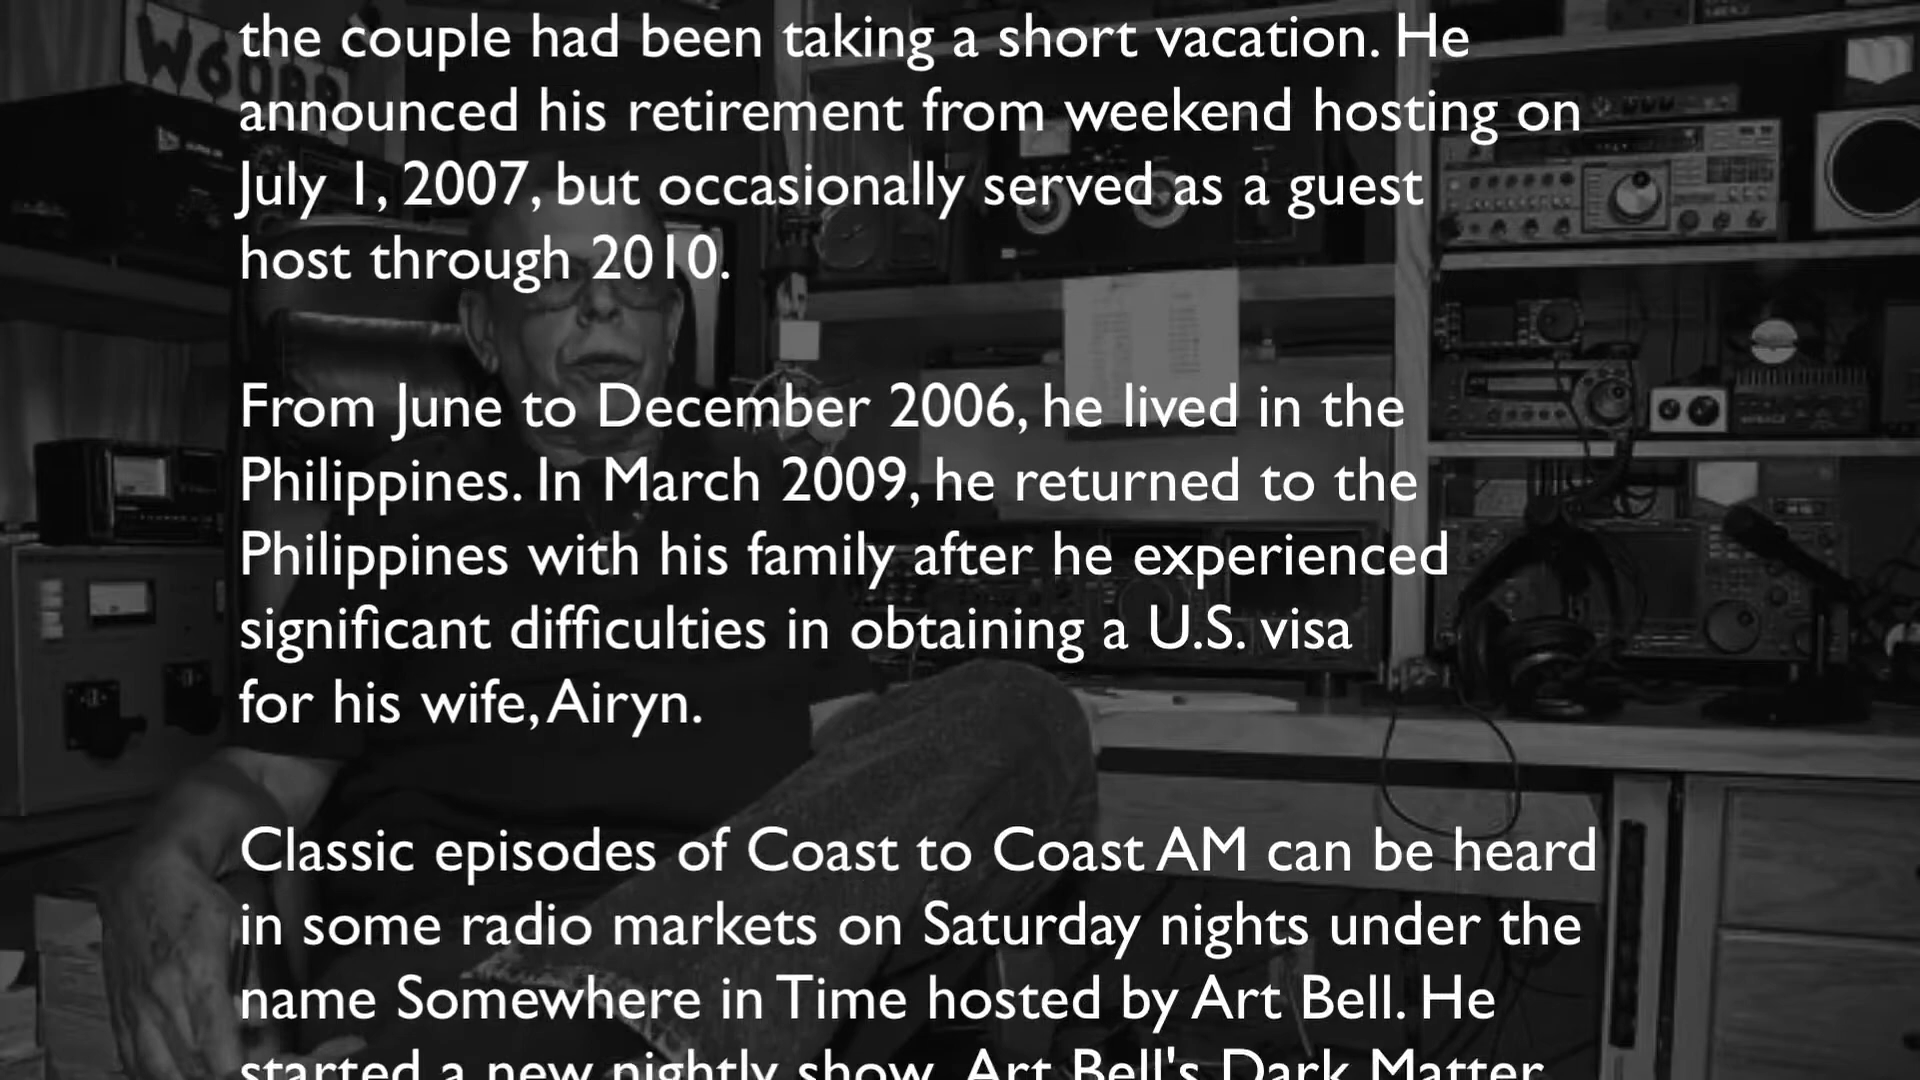 the couple had been taking a short vacation. He
announced his retirement from weekend hosting on
July 1, 2007, but occasionally served as a guest
host through 2010.
From June to December 2006, he lived in the
Philippines. In March 2009, he returned to the
Philippines with his family after he experienced
significant difficulties in obtaining a U.S. visa
for his wife, Airyn.
Classic episodes of Coast to Coast AM can be heard
in some radio markets on Saturday nights under the
name Somewhere in Time hosted by Art Bell. He
started a new nightly show, Art Bell's Dark Matter